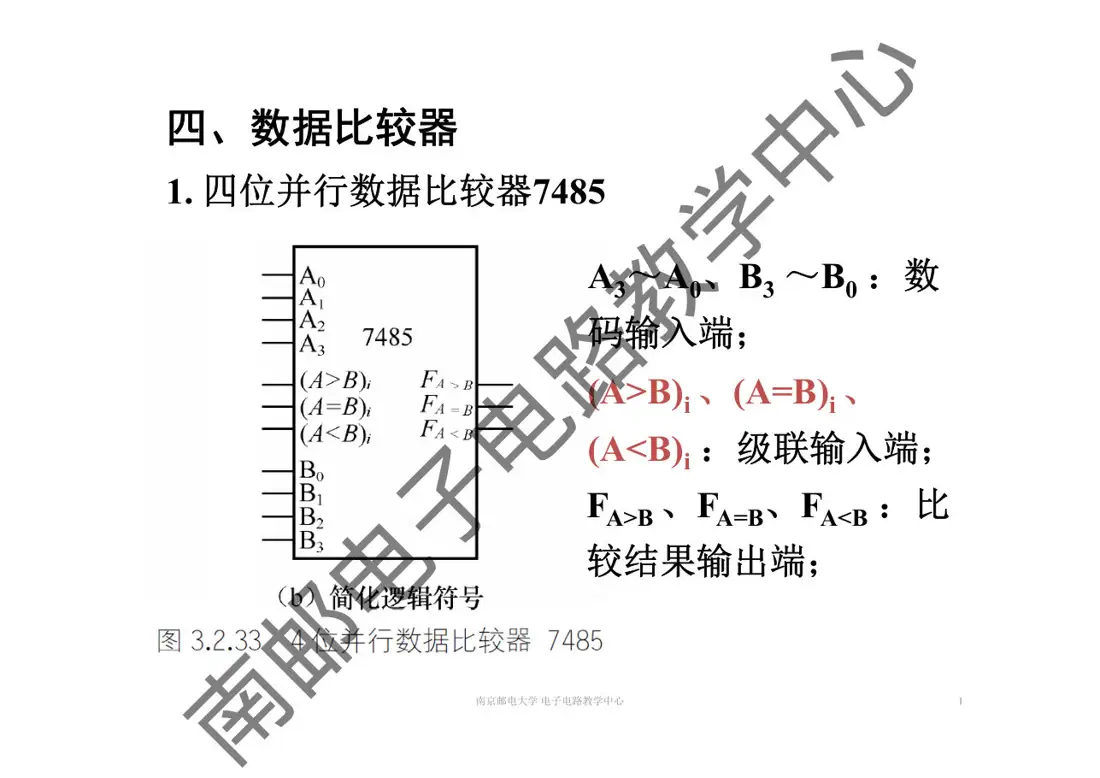 四、数据比较器
1. 四位并行数据比较器7485
A0
A1
A2
A3
7485
(A>B)i
(A=B)i
(A<B)i
FA>B
FA=B
FA<B
B0
B1
B2
B3
(b) 简化逻辑符号
图 3.2.33 4 位并行数据比较器 7485
A3～A0、B3 ～B0 ：数
码输入端；
(A>B)i 、(A=B)i 、
(A<B)i ：级联输入端；
FA>B 、FA=B、FA<B ：比
较结果输出端；
南邮电子电路教学中心
南京邮电大学 电子电路教学中心
1